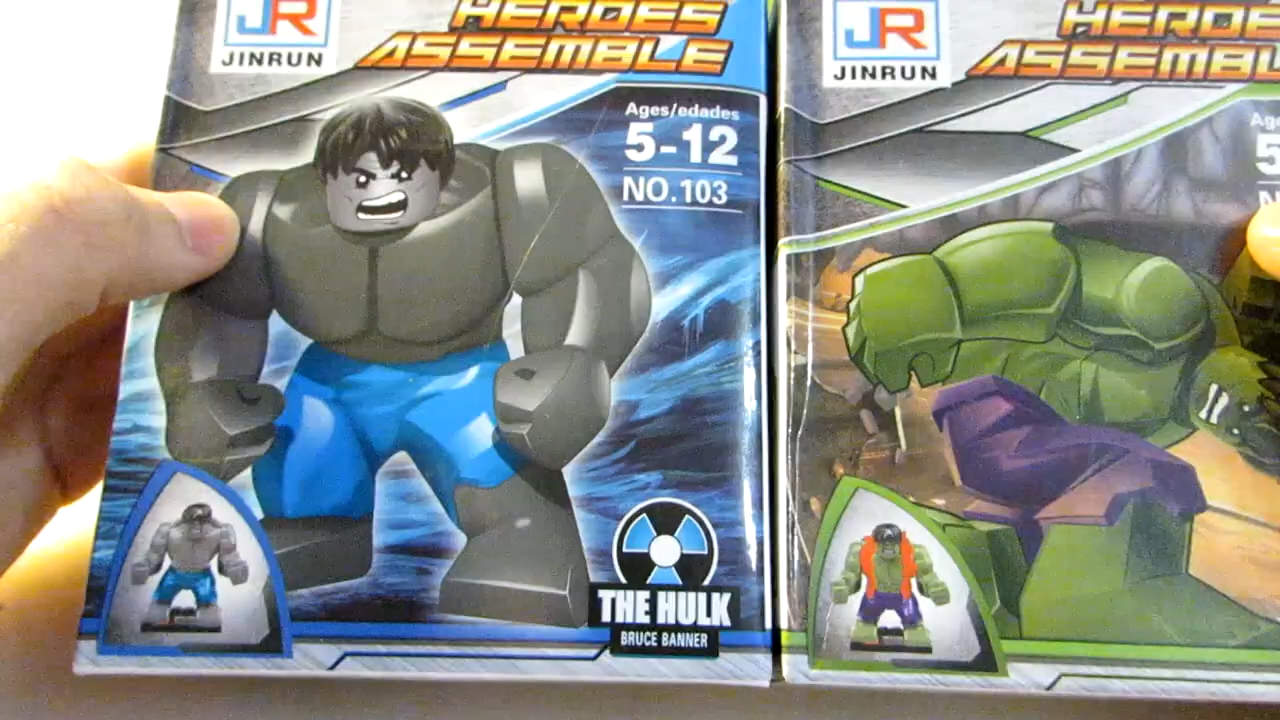 JR
JINRUN
HEROES
ASSEMBLE
Ages/edades
5-12
NO.103
THE HULK
BRUCE BANNER
JR
JINRUN